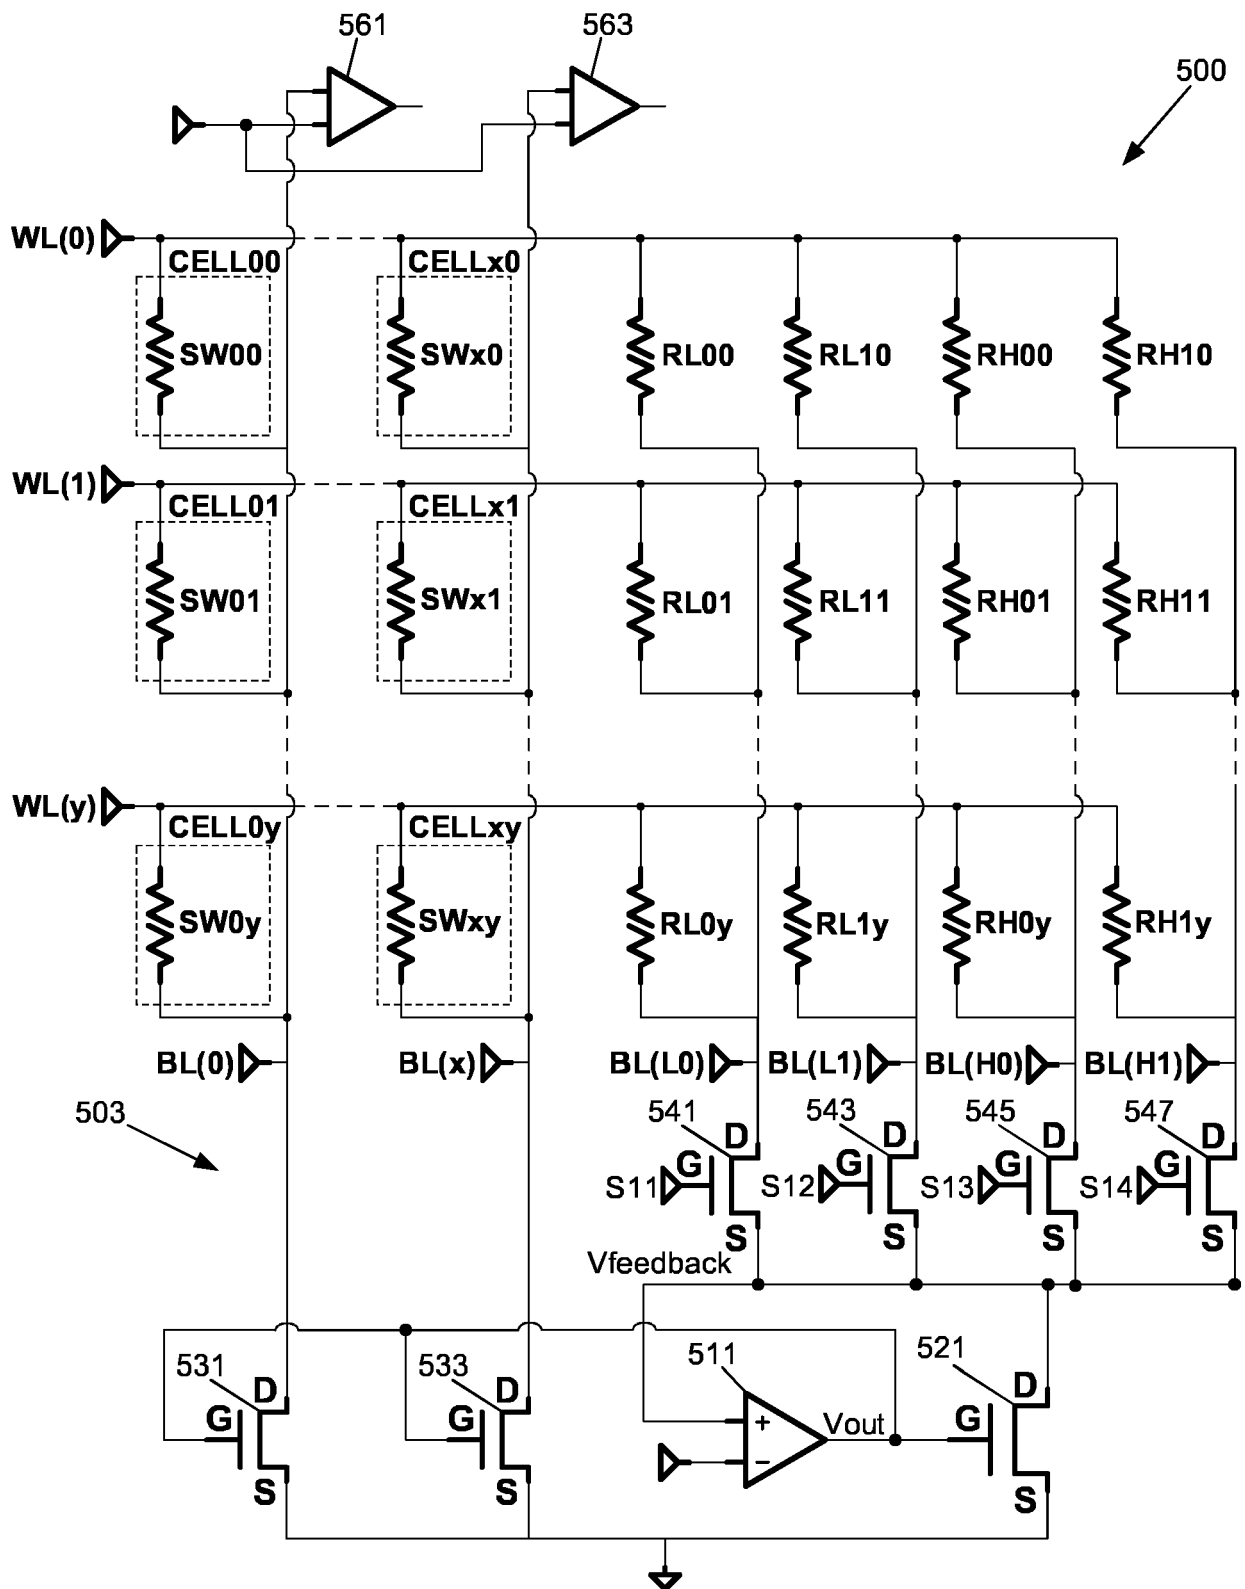 561
563
500
WL(0)
CELL00
CELLx0
SW00
SWx0
RL00
RL10
RH00
RH10
WL(1)
CELL01
CELLx1
SW01
SWx1
RL01
RL11
RH01
RH11
WL(y)
CELL0y
CELLxy
SW0y
SWxy
RL0y
RL1y
RH0y
RH1y
BL(0)
BL(x)
BL(L0)
BL(L1)
BL(H0)
BL(H1)
503
541
543
545
547
D
D
D
D
G
G
G
G
S11
S12
S13
S14
S
S
S
S
Vfeedback
531
533
511
521
D
D
D
G
G
+
Vout
G
−
S
S
S